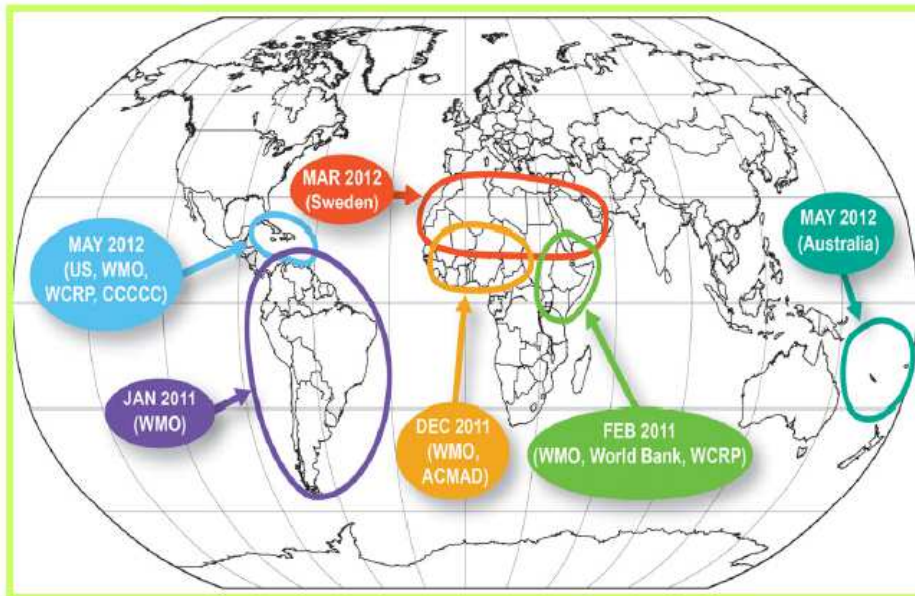 MAR 2012
(Sweden)
MAY 2012
(Australia)
MAY 2012
(US, WMO,
WCRP, CCCCC)
JAN 2011
(WMO)
DEC 2011
(WMO,
ACMAD)
FEB 2011
(WMO, World Bank, WCRP)